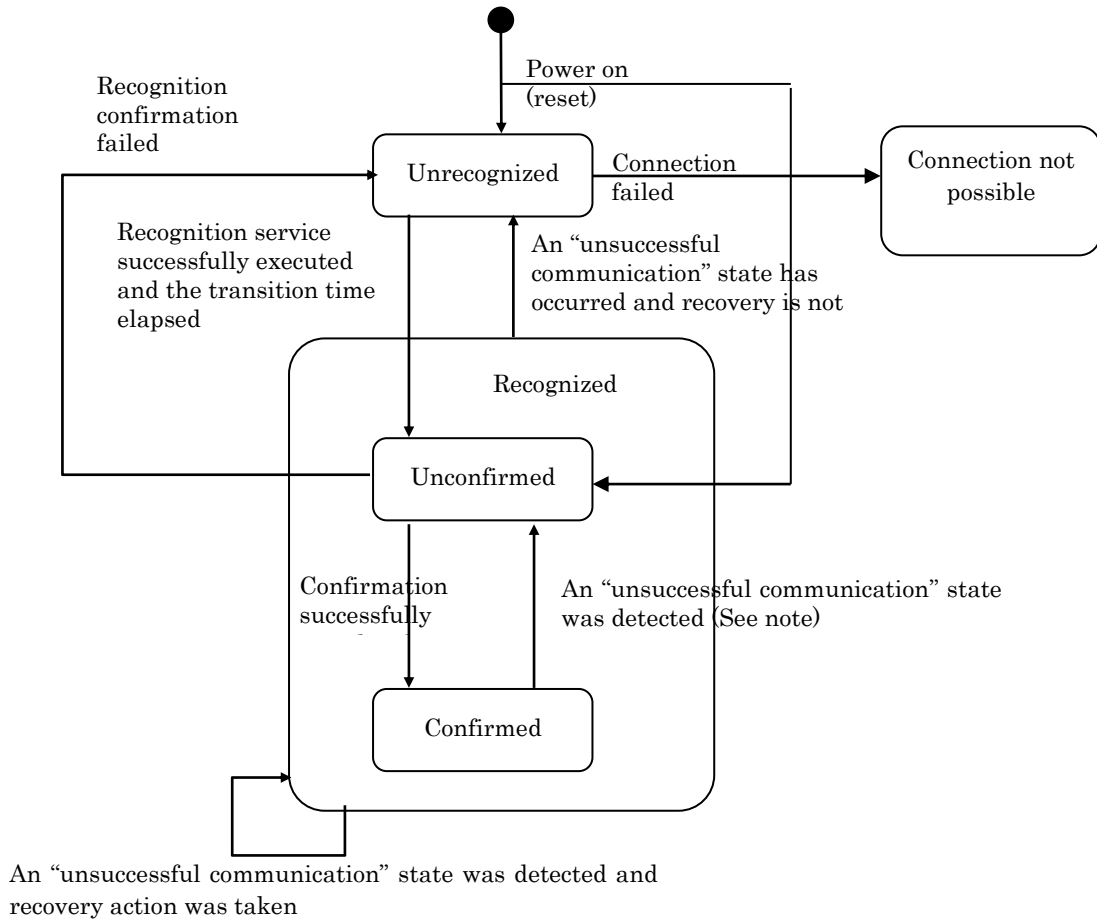 Power on
(reset)
Recognition
confirmation
failed
Unrecognized
Connection
failed
Connection not
possible
Recognition service
successfully executed
and the transition time
elapsed
An “unsuccessful
communication” state has
occurred and recovery is not
Recognized
Unconfirmed
Confirmation
successfully
An “unsuccessful communication” state
was detected (See note)
Confirmed
An “unsuccessful communication” state was detected and
recovery action was taken